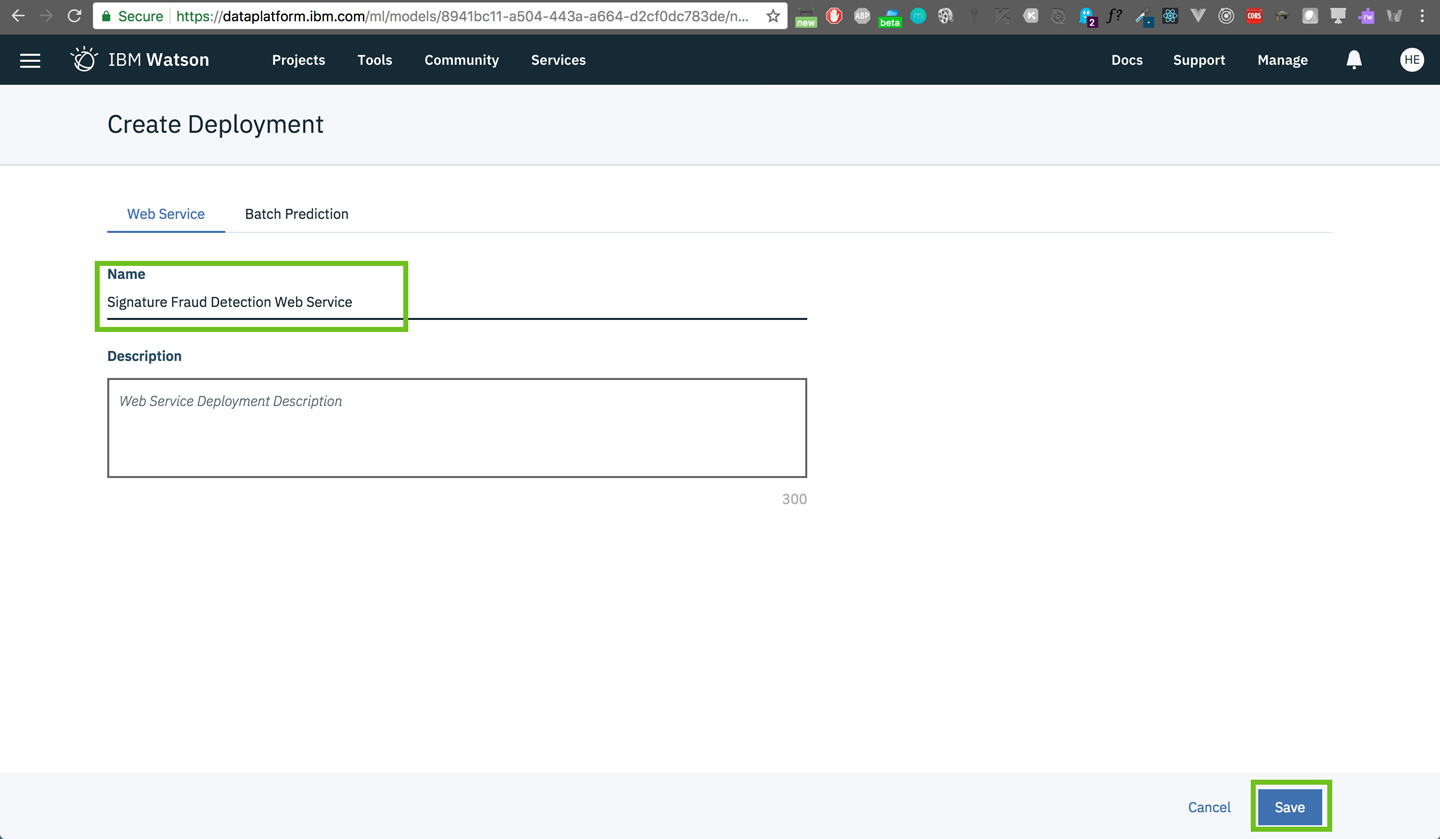 Secure https://dataplatform.ibm.com/ml/models/8941bc11-a504-443a-a664-d2cf0dc783de/n...
new ABP beta m K 2 f? CORS rw
IBM Watson Projects Tools Community Services Docs Support Manage HE
Create Deployment
Web Service Batch Prediction
Name
Signature Fraud Detection Web Service
Description
Web Service Deployment Description
300
Cancel Save